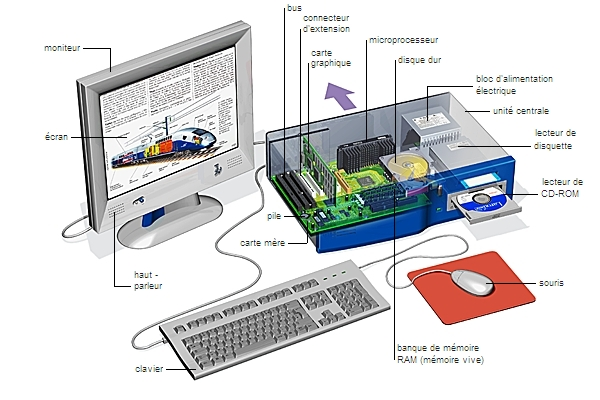 bus
connecteur
d'extension
microprocesseur
moniteur
carte
graphique
disque dur
bloc d'alimentation
électrique
unité centrale
écran
lecteur de
disquette
lecteur de
CD-ROM
pile
carte mère
haut -
parleur
souris
banque de mémoire
RAM (mémoire vive)
clavier